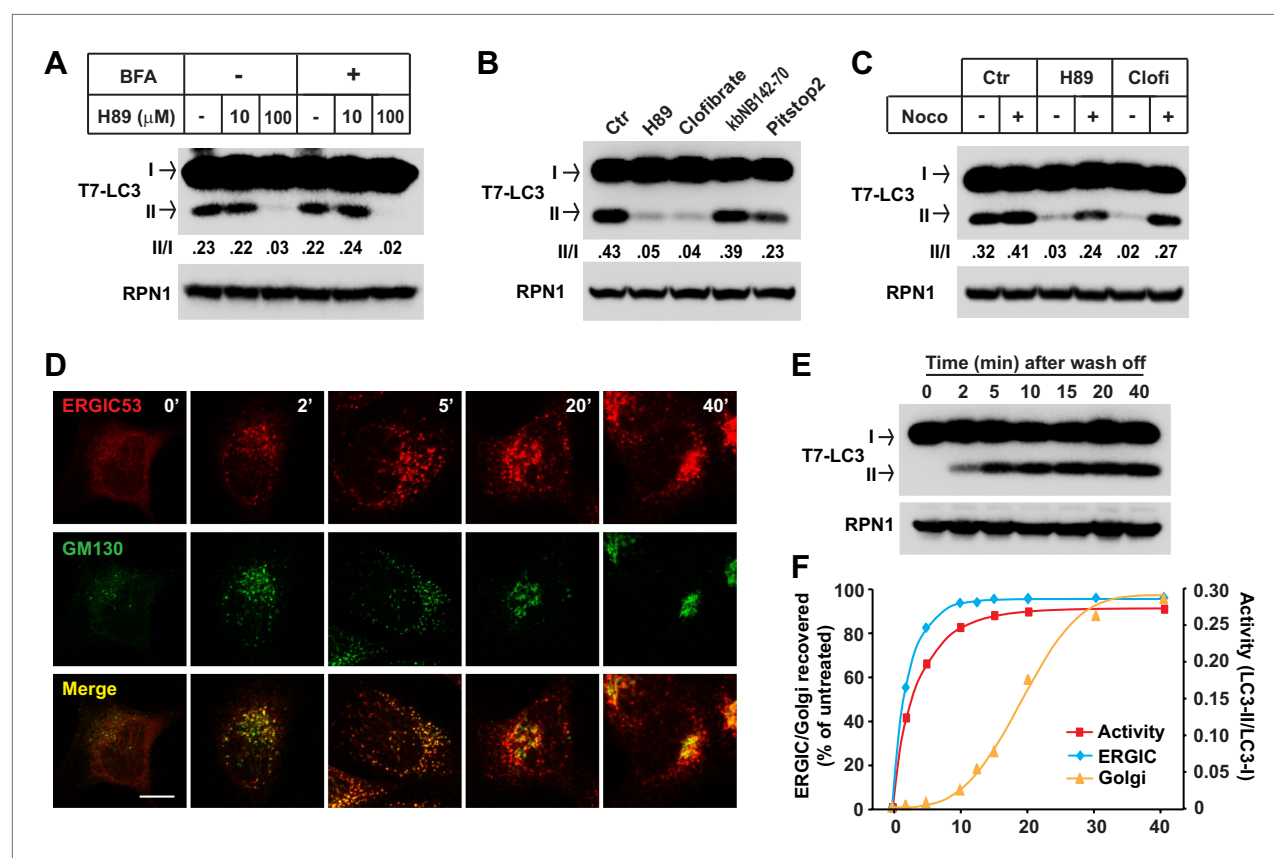 A
BFA - +
H89 (μM) - 10 100 - 10 100
T7-LC3
I
II
II/I .23 .22 .03 .22 .24 .02
RPN1
B
Ctr H89 Clofibrate kbNB142-70 Pitstop2
T7-LC3
I
II
II/I .43 .05 .04 .39 .23
RPN1
C
Ctr H89 Clofi
Noco - + - + - +
T7-LC3
I
II
II/I .32 .41 .03 .24 .02 .27
RPN1
D
ERGIC53 0' 2' 5' 20' 40'
GM130
Merge
E
Time (min) after wash off
0 2 5 10 15 20 40
T7-LC3
I
II
RPN1
F
ERGIC/Golgi recovered
(% of untreated)
100
80
60
40
20
0
Activity (LC3-II/LC3-I)
0.30
0.25
0.20
0.15
0.10
0.05
0
Activity
ERGIC
Golgi
0 10 20 30 40